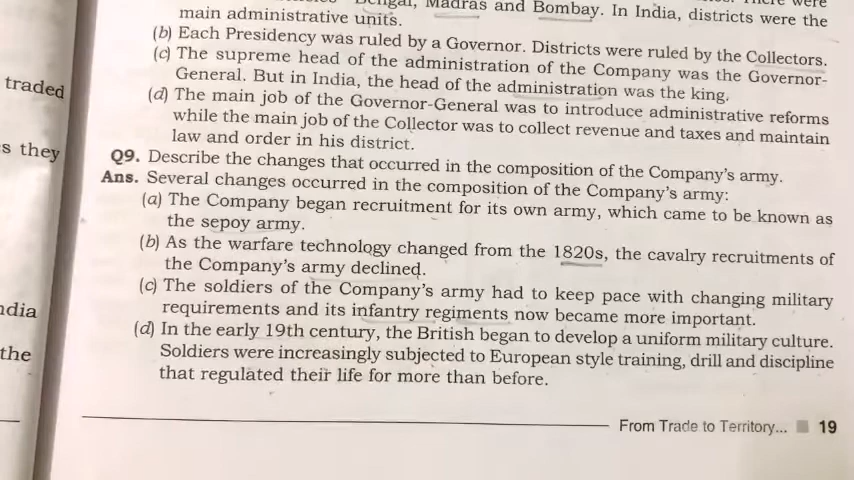 Bengal, Madras and Bombay. In India, districts were the
main administrative units.
(b) Each Presidency was ruled by a Governor. Districts were ruled by the Collectors.
(c) The supreme head of the administration of the Company was the Governor-
General. But in India, the head of the administration was the king.
(d) The main job of the Governor-General was to introduce administrative reforms
while the main job of the Collector was to collect revenue and taxes and maintain
law and order in his district.
Q9. Describe the changes that occurred in the composition of the Company's army.
Ans. Several changes occurred in the composition of the Company's army:
(a) The Company began recruitment for its own army, which came to be known as
the sepoy army.
(b) As the warfare technology changed from the 1820s, the cavalry recruitments of
the Company's army declined.
(c) The soldiers of the Company's army had to keep pace with changing military
requirements and its infantry regiments now became more important.
(d) In the early 19th century, the British began to develop a uniform military culture.
Soldiers were increasingly subjected to European style training, drill and discipline
that regulated their life for more than before.
From Trade to Territory... 19
traded
they
the